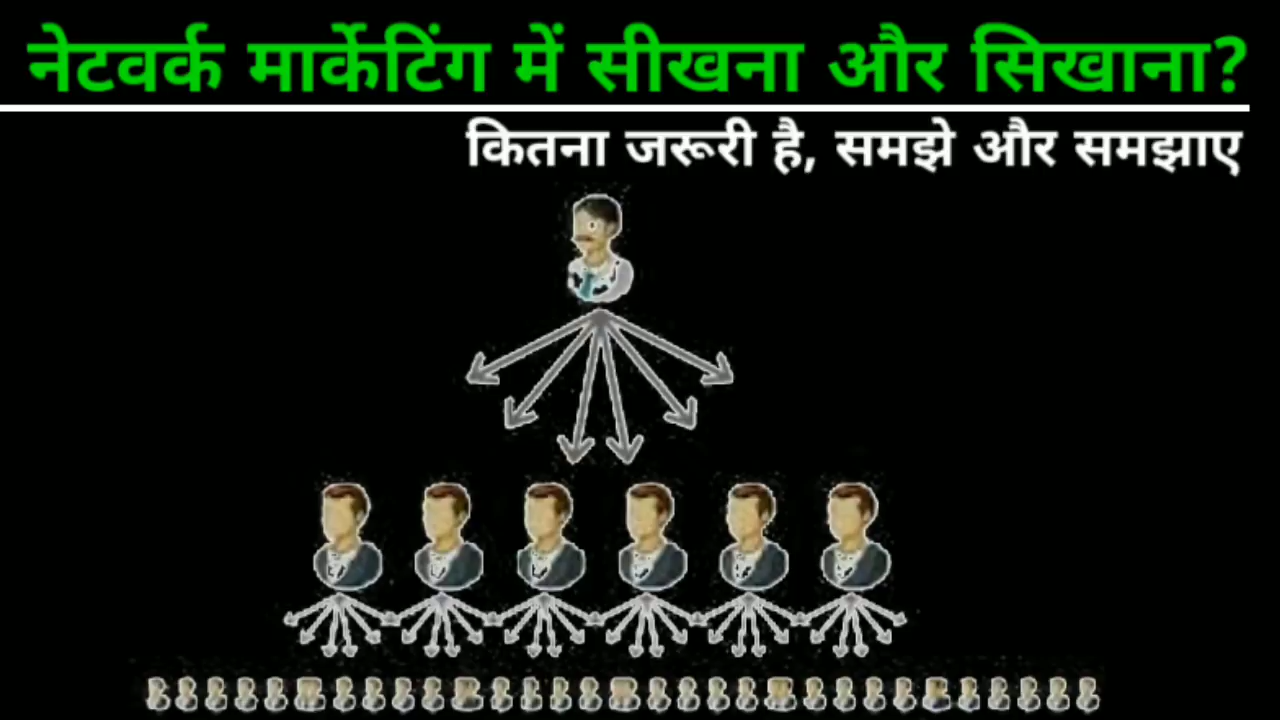 नेटवर्क मार्केटिंग में सीखना और सिखाना?
कितना जरूरी है, समझे और समझाए